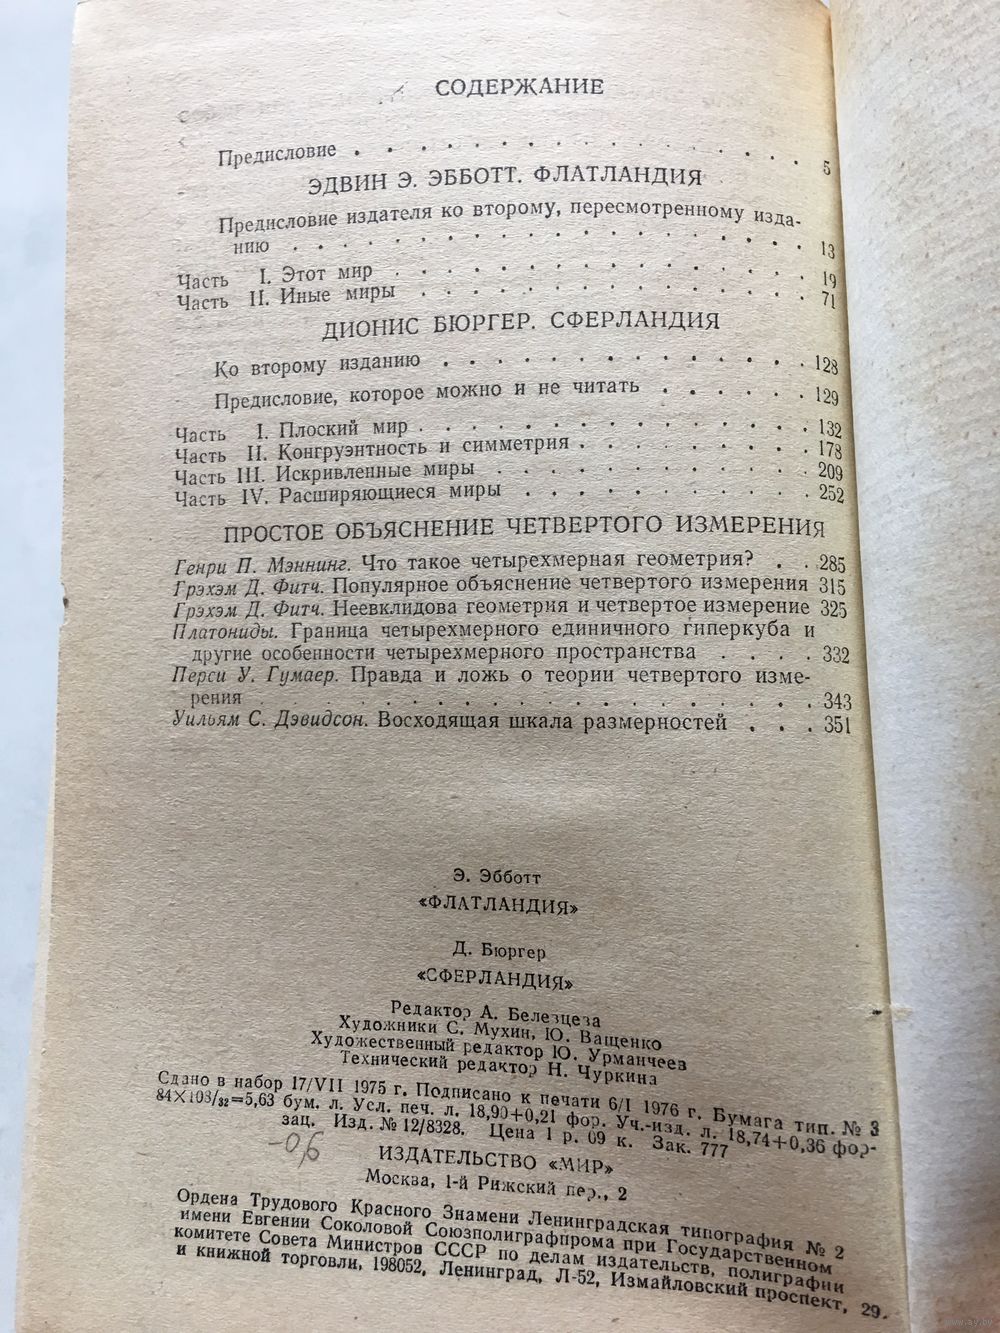 СОДЕРЖАНИЕ
Предисловие . . . . . . . . . . . . . . . . . 5
ЭДВИН Э. ЭББОТТ. ФЛАТЛАНДИЯ
Предисловие издателя ко второму, пересмотренному изда-
нию . . . . . . . . . . . . . . . . . . . . 13
Часть I. Этот мир . . . . . . . . . . . . . . . 19
Часть II. Иные миры . . . . . . . . . . . . . . 71
ДИОНИС БЮРГЕР. СФЕРЛАНДИЯ
Ко второму изданию . . . . . . . . . . . . . 128
Предисловие, которое можно и не читать . . . . . . 129
Часть I. Плоский мир . . . . . . . . . . . . . . 132
Часть II. Конгруэнтность и симметрия . . . . . . . . 178
Часть III. Искривленные миры . . . . . . . . . . . 209
Часть IV. Расширяющиеся миры . . . . . . . . . . 252
ПРОСТОЕ ОБЪЯСНЕНИЕ ЧЕТВЕРТОГО ИЗМЕРЕНИЯ
Генри П. Мэннинг. Что такое четырехмерная геометрия? . . 285
Грэхэм Д. Фитч. Популярное объяснение четвертого измерения 315
Грэхэм Д. Фитч. Неевклидова геометрия и четвертое измерение 325
Платониды. Граница четырехмерного единичного гиперкуба и
другие особенности четырехмерного пространства . . . . 332
Перси У. Гумаер. Правда и ложь о теории четвертого изме-
рения . . . . . . . . . . . . . . . . . . . 343
Уильям С. Дэвидсон. Восходящая шкала размерностей . . . 351
Э. Эбботт
«ФЛАТЛАНДИЯ»
Д. Бюргер
«СФЕРЛАНДИЯ»
Редактор А. Белезцеза
Художники С. Мухин, Ю. Ващенко
Художественный редактор Ю. Урманчеев
Технический редактор Н. Чуркина
Сдано в набор 17/VII 1975 г. Подписано к печати 6/I 1976 г. Бумага тип. № 3
84×108/32=5,63 бум. л. Усл. печ. л. 18,90+0,21 фор. Уч.-изд. л. 18,74+0,36 фор-
зац. Изд. № 12/8328. Цена 1 р. 09 к. Зак. 777
-0,6
ИЗДАТЕЛЬСТВО «МИР»
Москва, 1-й Рижский пер., 2
Ордена Трудового Красного Знамени Ленинградская типография № 2
имени Евгении Соколовой Союзполиграфпрома при Государственном
комитете Совета Министров СССР по делам издательств, полиграфии
и книжной торговли, 198052, Ленинград, Л-52, Измайловский проспект, 29.
www.ay.by